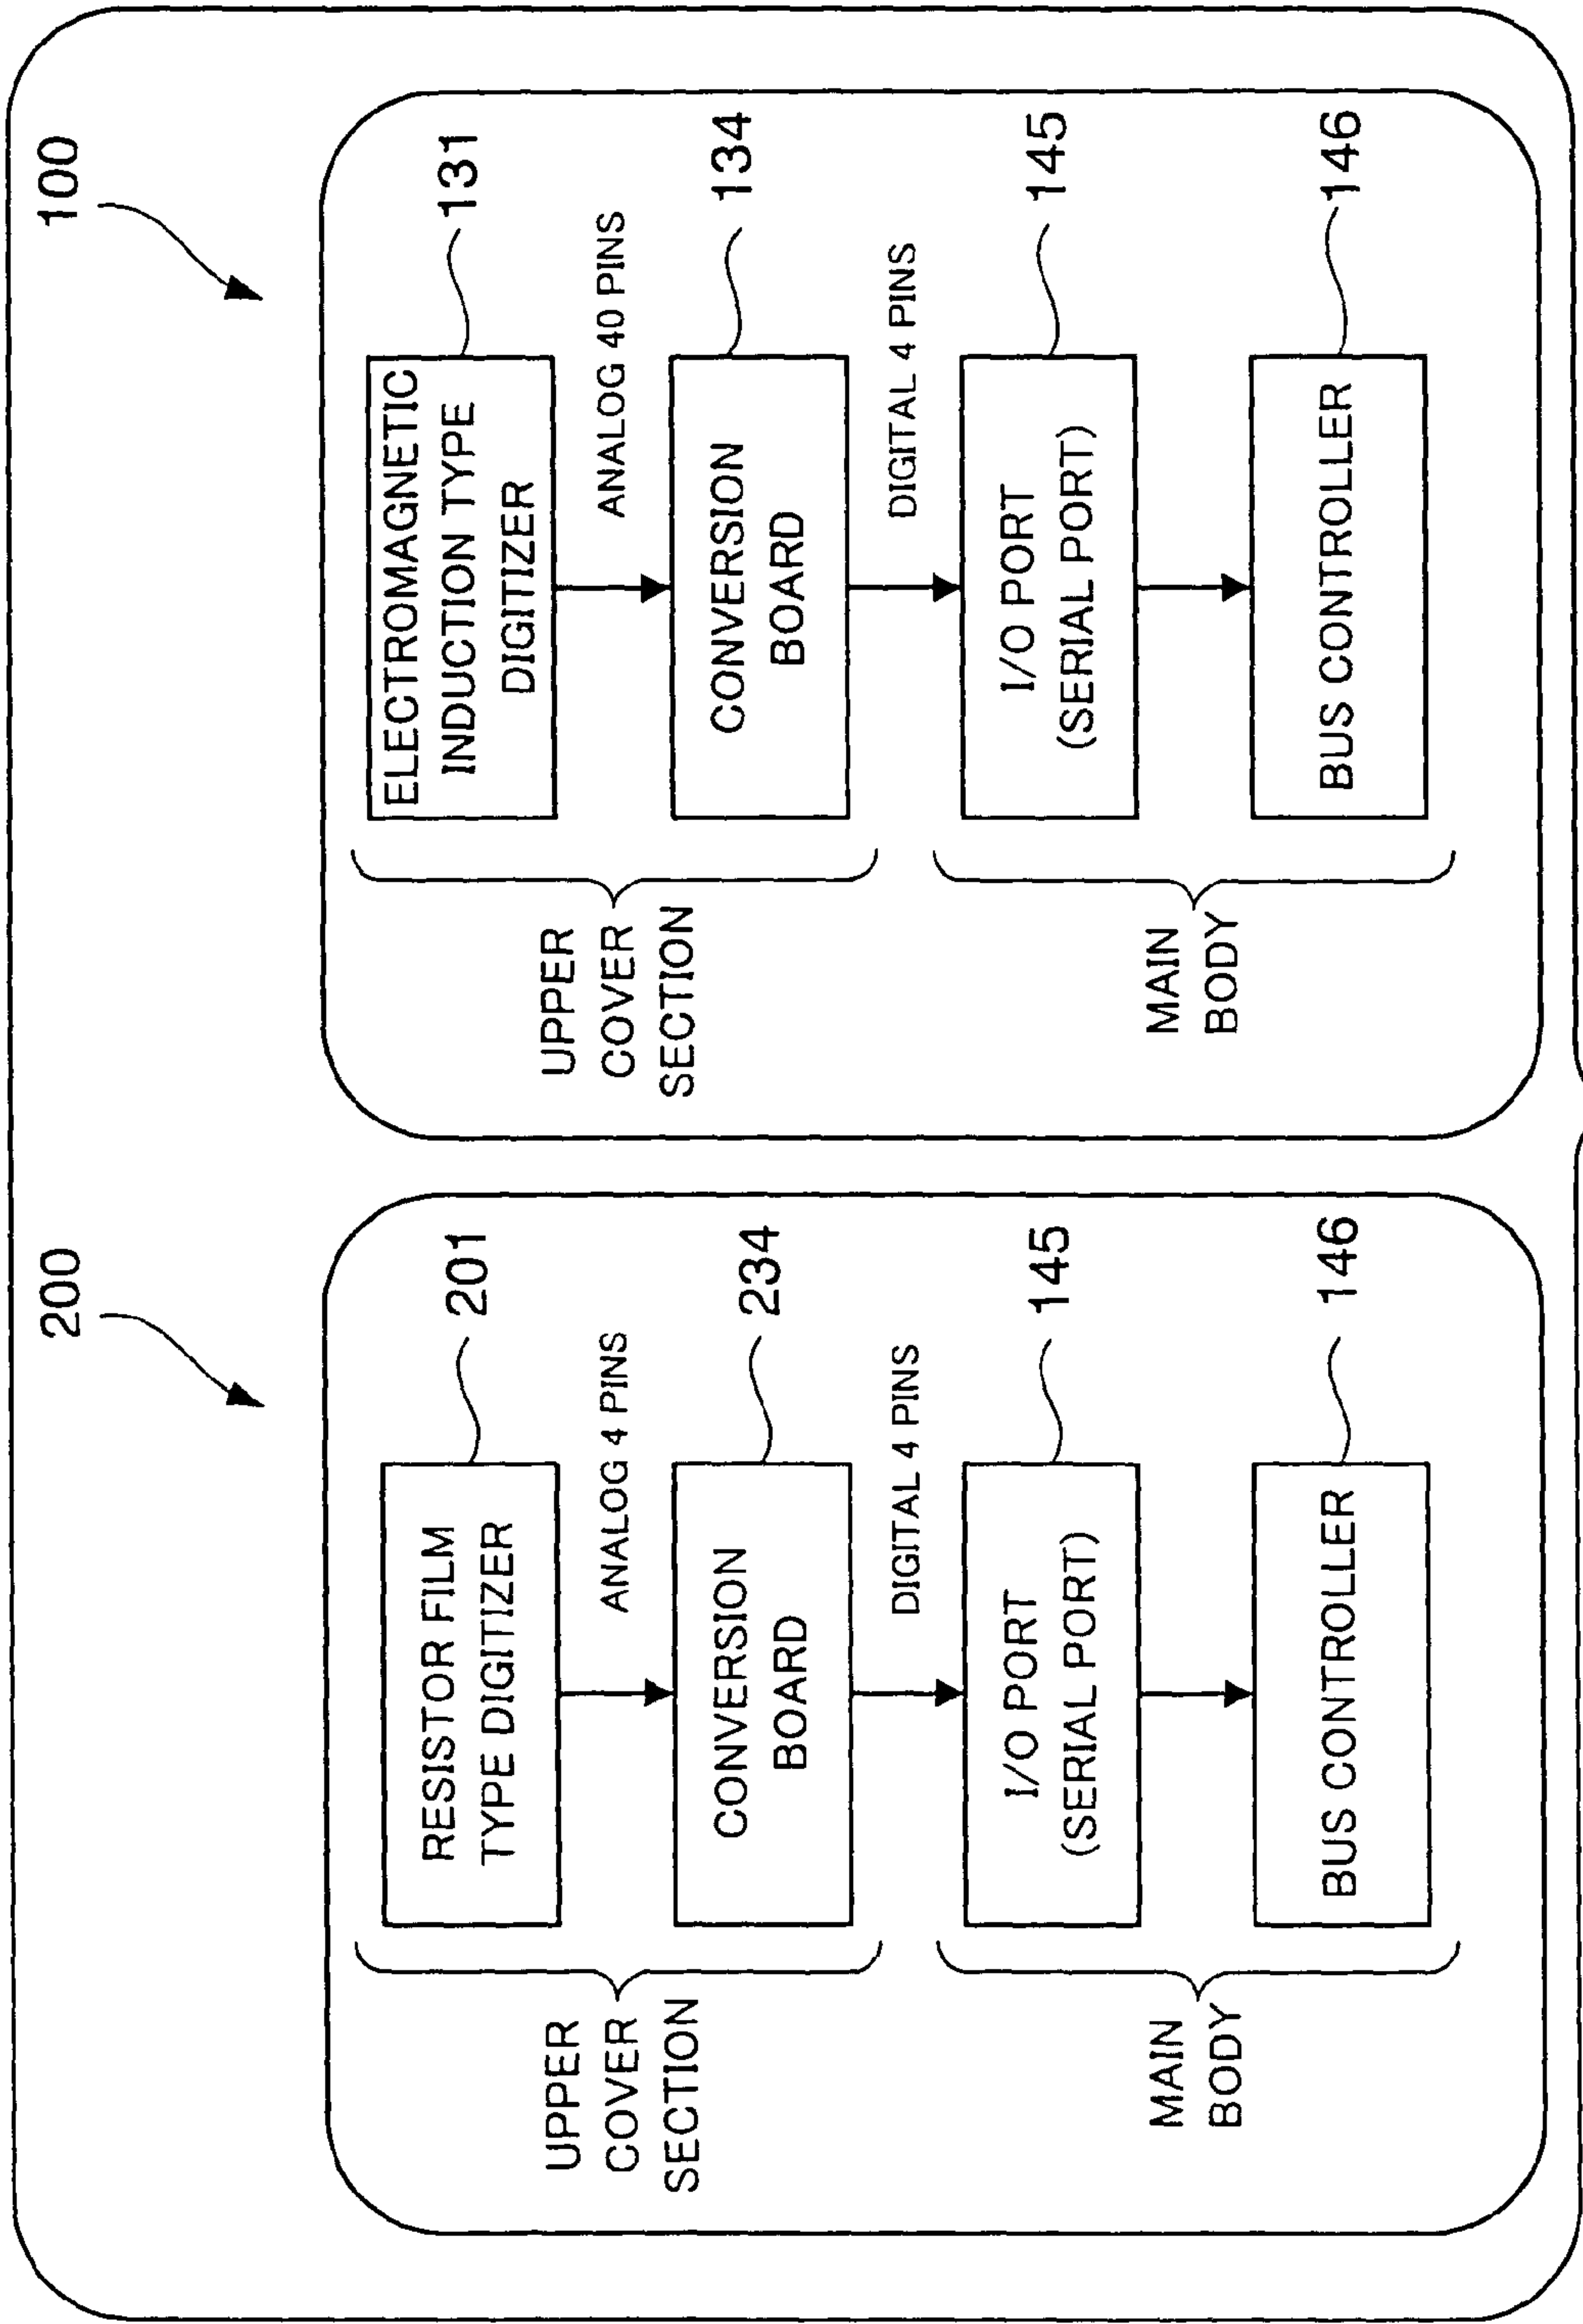 200
RESISTOR FILM
TYPE DIGITIZER
201
ANALOG 4 PINS
CONVERSION
BOARD
234
DIGITAL 4 PINS
I/O PORT
(SERIAL PORT)
145
BUS CONTROLLER
146
UPPER
COVER
SECTION
MAIN
BODY
100
ELECTROMAGNETIC
INDUCTION TYPE
DIGITIZER
131
ANALOG 40 PINS
CONVERSION
BOARD
134
DIGITAL 4 PINS
I/O PORT
(SERIAL PORT)
145
BUS CONTROLLER
146
UPPER
COVER
SECTION
MAIN
BODY